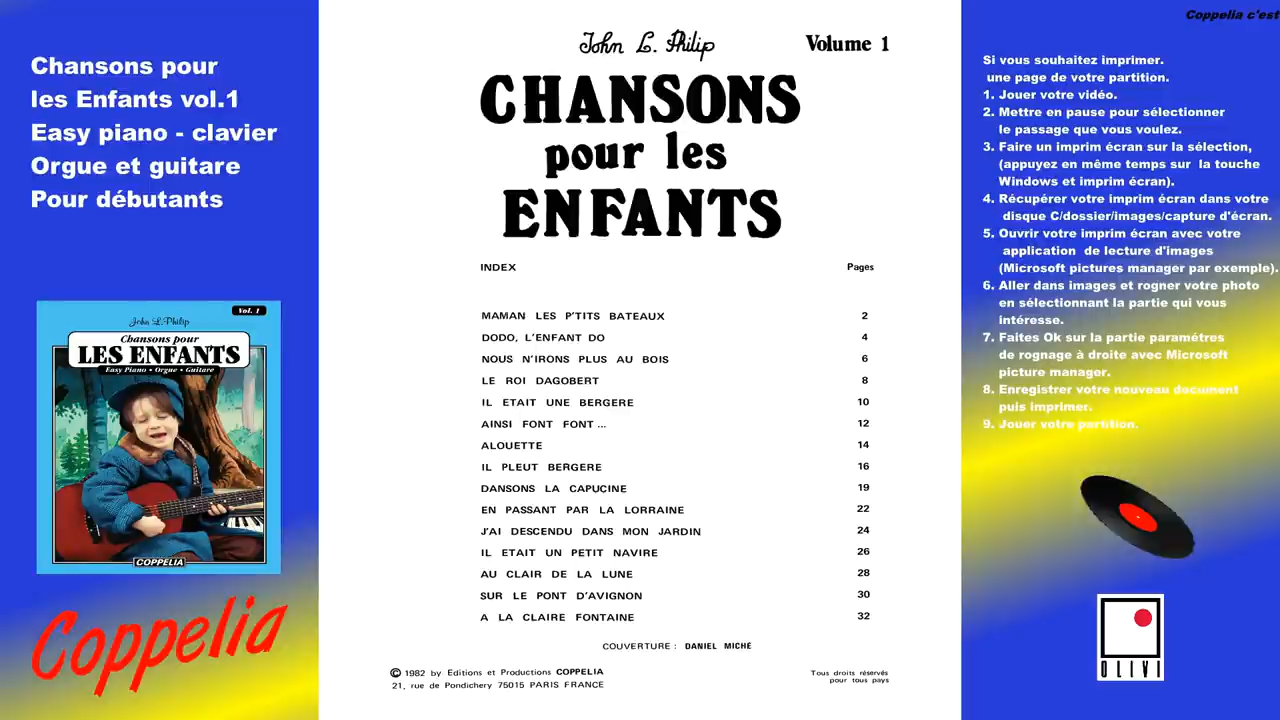 Coppelia c'est
Chansons pour
les Enfants vol.1
Easy piano - clavier
Orgue et guitare
Pour débutants
Vol. 1
John L. Philip
Chansons pour
LES ENFANTS
Easy Piano • Orgue • Guitare
COPPELIA
Coppelia
John L. Philip
Volume 1
CHANSONS
pour les
ENFANTS
INDEX Pages
MAMAN LES P'TITS BATEAUX 2
DODO, L'ENFANT DO 4
NOUS N'IRONS PLUS AU BOIS 6
LE ROI DAGOBERT 8
IL ETAIT UNE BERGERE 10
AINSI FONT FONT ... 12
ALOUETTE 14
IL PLEUT BERGERE 16
DANSONS LA CAPUCINE 19
EN PASSANT PAR LA LORRAINE 22
J'AI DESCENDU DANS MON JARDIN 24
IL ETAIT UN PETIT NAVIRE 26
AU CLAIR DE LA LUNE 28
SUR LE PONT D'AVIGNON 30
A LA CLAIRE FONTAINE 32
COUVERTURE : DANIEL MICHÉ
© 1982 by Editions et Productions COPPELIA
21, rue de Pondichery 75015 PARIS FRANCE
Tous droits réservés
pour tous pays
Si vous souhaitez imprimer.
une page de votre partition.
1. Jouer votre vidéo.
2. Mettre en pause pour sélectionner
le passage que vous voulez.
3. Faire un imprim écran sur la sélection,
(appuyez en même temps sur la touche
Windows et imprim écran).
4. Récupérer votre imprim écran dans votre
disque C/dossier/images/capture d'écran.
5. Ouvrir votre imprim écran avec votre
application de lecture d'images
(Microsoft pictures manager par exemple).
6. Aller dans images et rogner votre photo
en sélectionnant la partie qui vous
intéresse.
7. Faites Ok sur la partie paramétres
de rognage à droite avec Microsoft
picture manager.
8. Enregistrer votre nouveau document
puis imprimer.
9. Jouer votre partition.
OLIVI